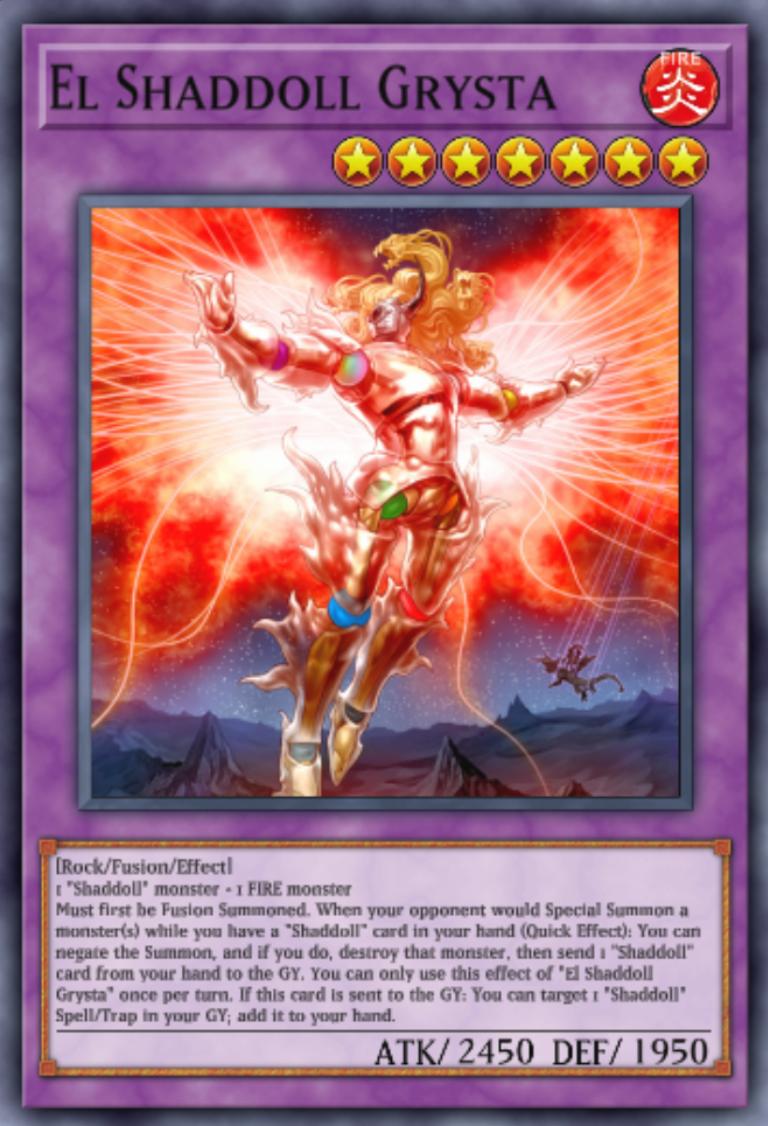 El Shaddoll Grysta
FIRE
炎
[Rock/Fusion/Effect]
1 "Shaddoll" monster + 1 FIRE monster
Must first be Fusion Summoned. When your opponent would Special Summon a
monster(s) while you have a "Shaddoll" card in your hand (Quick Effect): You can
negate the Summon, and if you do, destroy that monster, then send 1 "Shaddoll"
card from your hand to the GY. You can only use this effect of "El Shaddoll
Grysta" once per turn. If this card is sent to the GY: You can target 1 "Shaddoll"
Spell/Trap in your GY; add it to your hand.
ATK/ 2450 DEF/ 1950